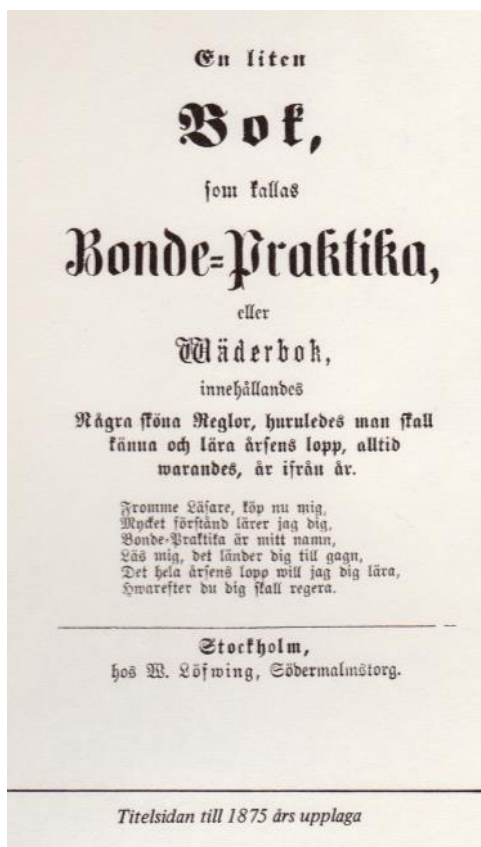 En liten
Bok,
som kallas
Bonde=Praktika,
eller
Wäderbok,
innehållandes
Några sköna Reglor, huruledes man skall
känna och lära årsens lopp, alltid
warandes, år ifrån år.
Fromme Läsare, köp nu mig,
Mycket förstånd lärer jag dig,
Bonde=Praktika är mitt namn,
Läs mig, det länder dig till gagn,
Det hela årsens lopp will jag dig lära,
Hwarefter du dig skall regera.
Stockholm,
hos W. Löfwing, Södermalmstorg.
Titelsidan till 1875 års upplaga